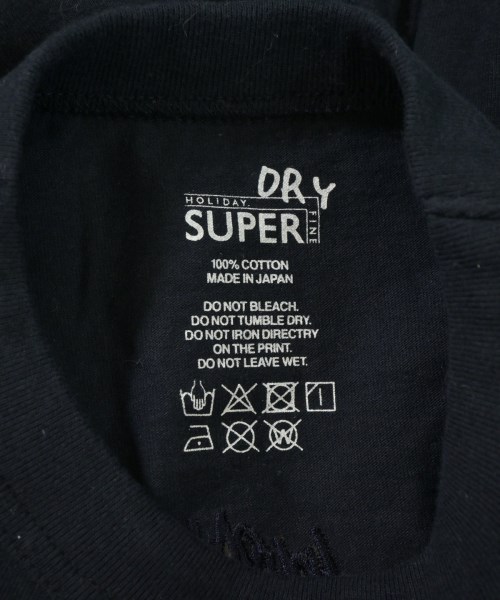 DRY
HOLIDAY.
SUPER
FINE
100% COTTON
MADE IN JAPAN
DO NOT BLEACH.
DO NOT TUMBLE DRY.
DO NOT IRON DIRECTRY
ON THE PRINT.
DO NOT LEAVE WET.
W